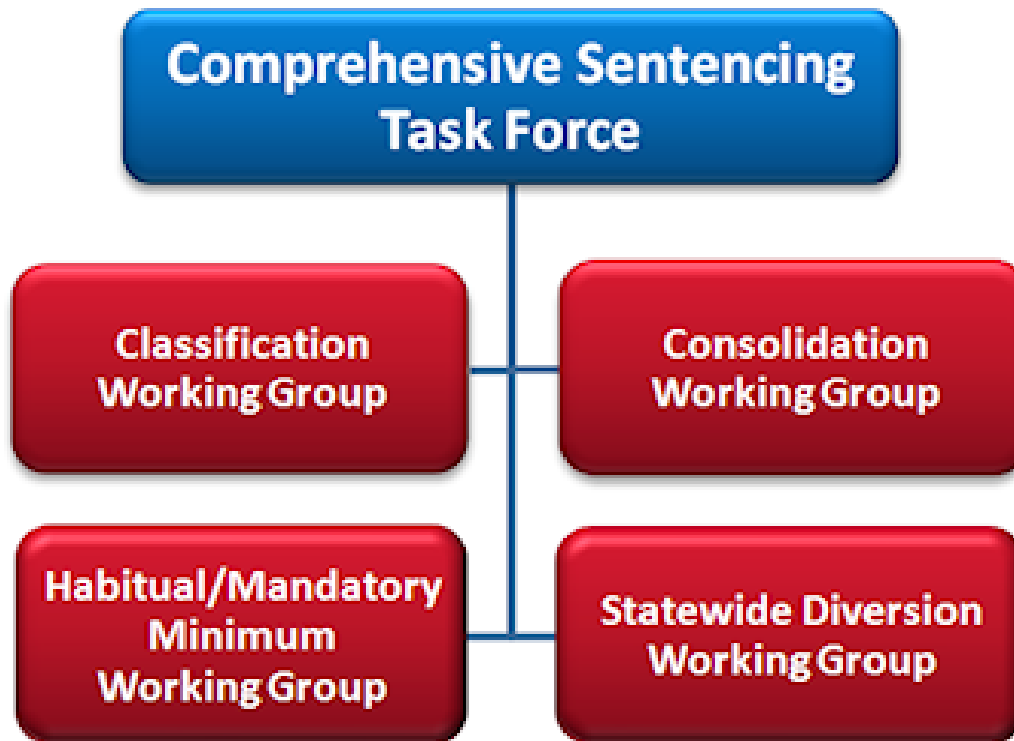 Comprehensive Sentencing
Task Force
Classification
Working Group
Consolidation
Working Group
Habitual/Mandatory
Minimum
Working Group
Statewide Diversion
Working Group